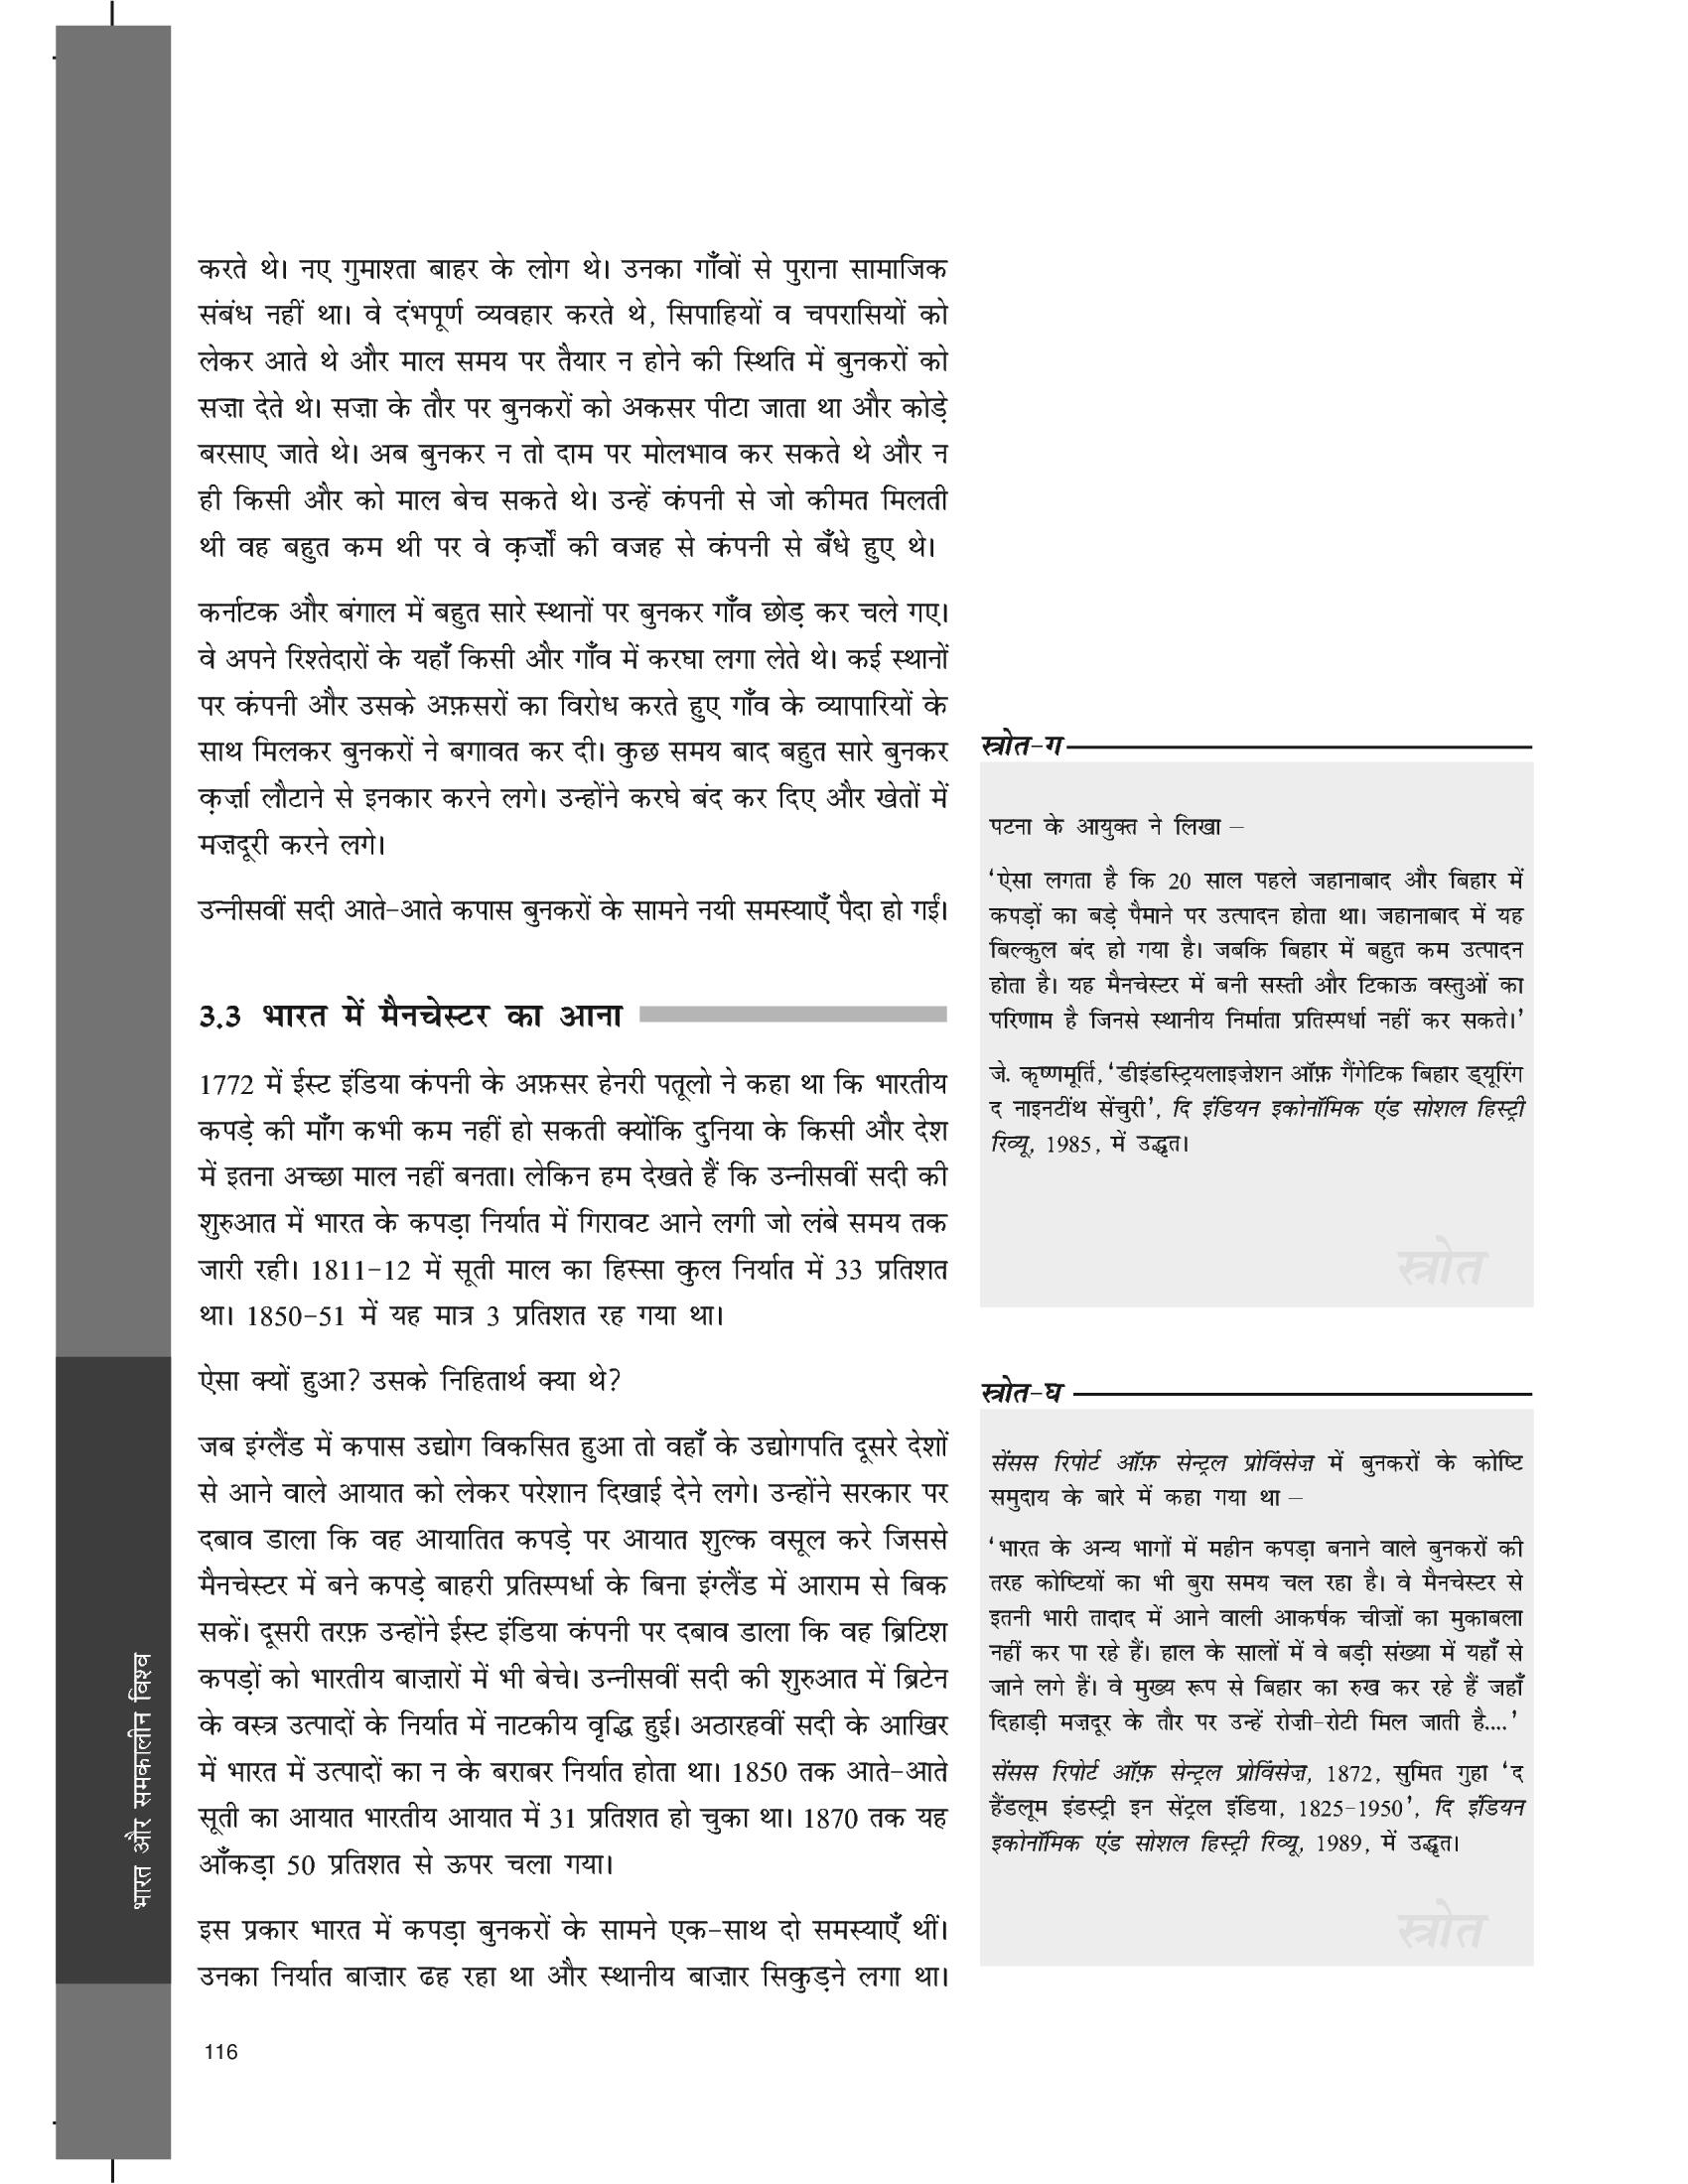 करते थे। नए गुमाश्ता बाहर के लोग थे। उनका गाँवों से पुराना सामाजिक
संबंध नहीं था। वे दंभपूर्ण व्यवहार करते थे, सिपाहियों व चपरासियों को
लेकर आते थे और माल समय पर तैयार न होने की स्थिति में बुनकरों को
सज़ा देते थे। सज़ा के तौर पर बुनकरों को अकसर पीटा जाता था और कोड़े
बरसाए जाते थे। अब बुनकर न तो दाम पर मोलभाव कर सकते थे और न
ही किसी और को माल बेच सकते थे। उन्हें कंपनी से जो कीमत मिलती
थी वह बहुत कम थी पर वे क़र्ज़ों की वजह से कंपनी से बँधे हुए थे।
कर्नाटक और बंगाल में बहुत सारे स्थानों पर बुनकर गाँव छोड़ कर चले गए।
वे अपने रिश्तेदारों के यहाँ किसी और गाँव में करघा लगा लेते थे। कई स्थानों
पर कंपनी और उसके अफ़सरों का विरोध करते हुए गाँव के व्यापारियों के
साथ मिलकर बुनकरों ने बगावत कर दी। कुछ समय बाद बहुत सारे बुनकर
क़र्ज़ा लौटाने से इनकार करने लगे। उन्होंने करघे बंद कर दिए और खेतों में
मज़दूरी करने लगे।
उन्नीसवीं सदी आते-आते कपास बुनकरों के सामने नयी समस्याएँ पैदा हो गईं।
3.3 भारत में मैनचेस्टर का आना
1772 में ईस्ट इंडिया कंपनी के अफ़सर हेनरी पतूलो ने कहा था कि भारतीय
कपड़े की माँग कभी कम नहीं हो सकती क्योंकि दुनिया के किसी और देश
में इतना अच्छा माल नहीं बनता। लेकिन हम देखते हैं कि उन्नीसवीं सदी की
शुरुआत में भारत के कपड़ा निर्यात में गिरावट आने लगी जो लंबे समय तक
जारी रही। 1811-12 में सूती माल का हिस्सा कुल निर्यात में 33 प्रतिशत
था। 1850-51 में यह मात्र 3 प्रतिशत रह गया था।
ऐसा क्यों हुआ? उसके निहितार्थ क्या थे?
जब इंग्लैंड में कपास उद्योग विकसित हुआ तो वहाँ के उद्योगपति दूसरे देशों
से आने वाले आयात को लेकर परेशान दिखाई देने लगे। उन्होंने सरकार पर
दबाव डाला कि वह आयातित कपड़े पर आयात शुल्क वसूल करे जिससे
मैनचेस्टर में बने कपड़े बाहरी प्रतिस्पर्धा के बिना इंग्लैंड में आराम से बिक
सकें। दूसरी तरफ़ उन्होंने ईस्ट इंडिया कंपनी पर दबाव डाला कि वह ब्रिटिश
कपड़ों को भारतीय बाज़ारों में भी बेचे। उन्नीसवीं सदी की शुरुआत में ब्रिटेन
के वस्त्र उत्पादों के निर्यात में नाटकीय वृद्धि हुई। अठारहवीं सदी के आखिर
में भारत में उत्पादों का न के बराबर निर्यात होता था। 1850 तक आते-आते
सूती का आयात भारतीय आयात में 31 प्रतिशत हो चुका था। 1870 तक यह
आँकड़ा 50 प्रतिशत से ऊपर चला गया।
इस प्रकार भारत में कपड़ा बुनकरों के सामने एक-साथ दो समस्याएँ थीं।
उनका निर्यात बाज़ार ढह रहा था और स्थानीय बाज़ार सिकुड़ने लगा था।
स्त्रोत-ग
पटना के आयुक्त ने लिखा –
‘ऐसा लगता है कि 20 साल पहले जहानाबाद और बिहार में
कपड़ों का बड़े पैमाने पर उत्पादन होता था। जहानाबाद में यह
बिल्कुल बंद हो गया है। जबकि बिहार में बहुत कम उत्पादन
होता है। यह मैनचेस्टर में बनी सस्ती और टिकाऊ वस्तुओं का
परिणाम है जिनसे स्थानीय निर्माता प्रतिस्पर्धा नहीं कर सकते।’
जे. कृष्णमूर्ति, ‘डीइंडस्ट्रियलाइज़ेशन ऑफ़ गैंगेटिक बिहार ड्यूरिंग
द नाइनटींथ सेंचुरी’, दि इंडियन इकोनॉमिक एंड सोशल हिस्ट्री
रिव्यू, 1985, में उद्धृत।
स्त्रोत
स्त्रोत-घ
सेंसस रिपोर्ट ऑफ़ सेन्ट्रल प्रोविंसेज़ में बुनकरों के कोष्टि
समुदाय के बारे में कहा गया था –
‘भारत के अन्य भागों में महीन कपड़ा बनाने वाले बुनकरों की
तरह कोष्टियों का भी बुरा समय चल रहा है। वे मैनचेस्टर से
इतनी भारी तादाद में आने वाली आकर्षक चीज़ों का मुकाबला
नहीं कर पा रहे हैं। हाल के सालों में वे बड़ी संख्या में यहाँ से
जाने लगे हैं। वे मुख्य रूप से बिहार का रुख कर रहे हैं जहाँ
दिहाड़ी मज़दूर के तौर पर उन्हें रोज़ी-रोटी मिल जाती है....’
सेंसस रिपोर्ट ऑफ़ सेन्ट्रल प्रोविंसेज़, 1872, सुमित गुहा ‘द
हैंडलूम इंडस्ट्री इन सेंट्रल इंडिया, 1825-1950’, दि इंडियन
इकोनॉमिक एंड सोशल हिस्ट्री रिव्यू, 1989, में उद्धृत।
स्त्रोत
भारत और समकालीन विश्व
116